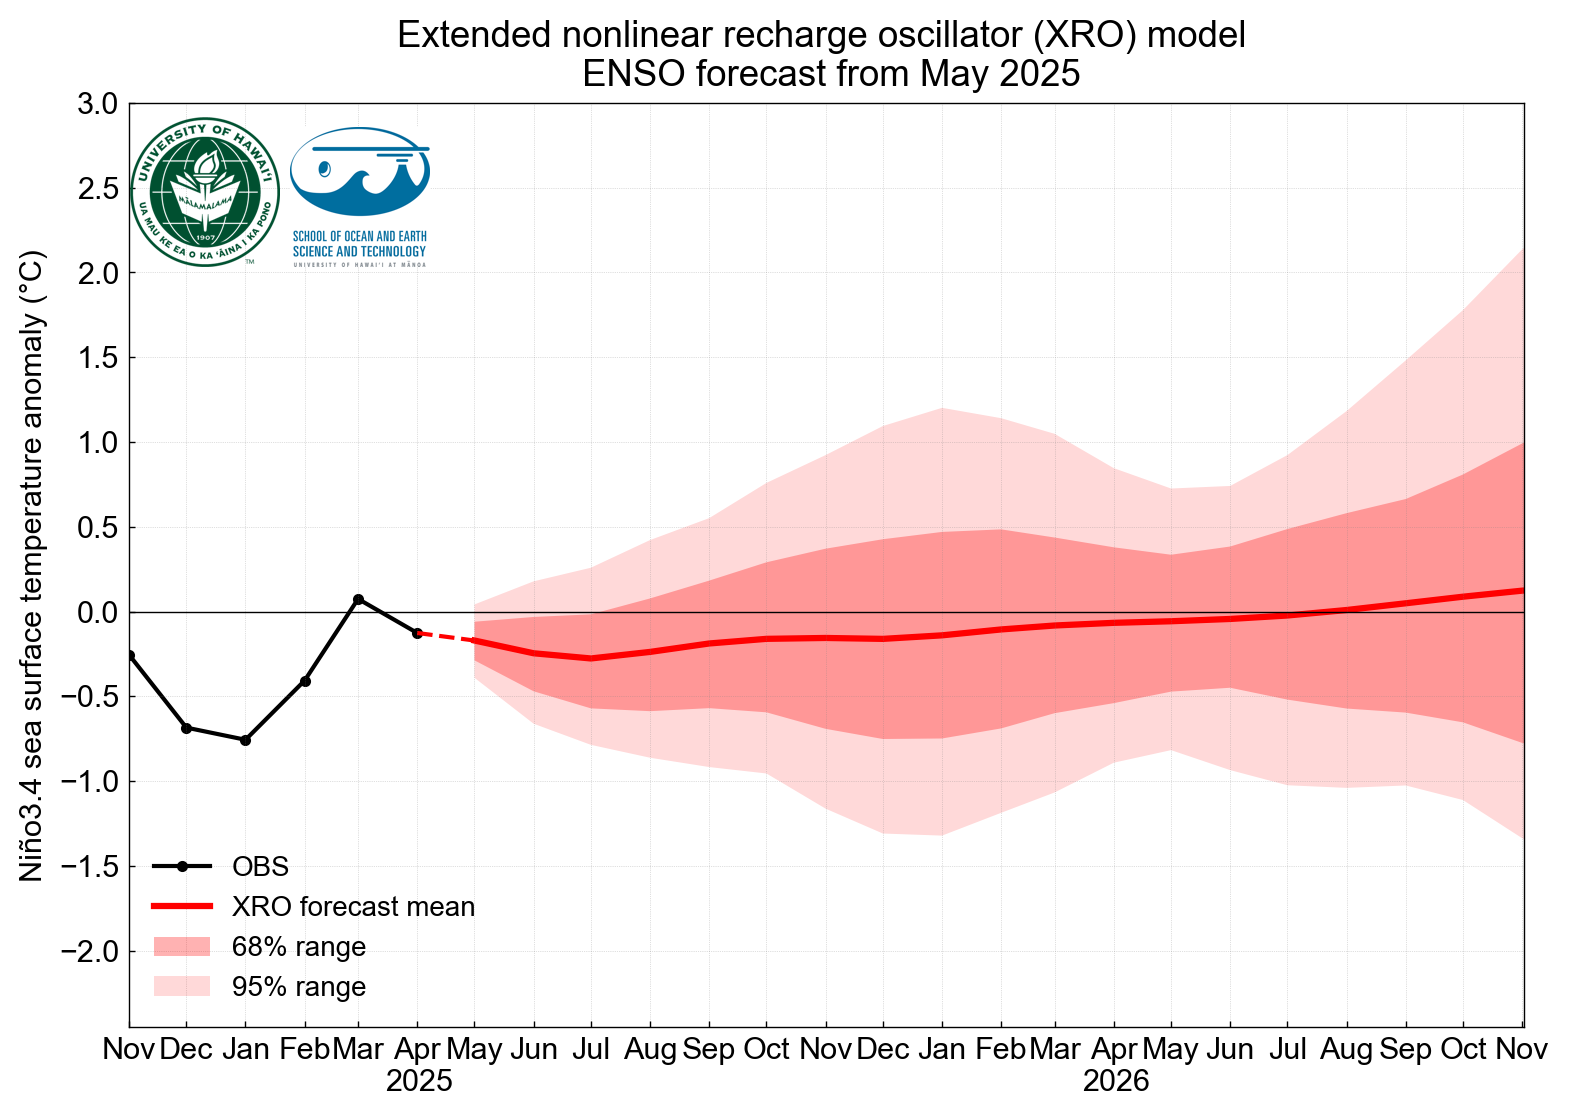 Extended nonlinear recharge oscillator (XRO) model
ENSO forecast from May 2025
3.0
2.5
2.0
1.5
1.0
0.5
0.0
−0.5
−1.0
−1.5
−2.0
Niño3.4 sea surface temperature anomaly (°C)
UNIVERSITY OF HAWAIʻI
MĀLAMALAMA
1907
UA MAU KE EA O KA ʻĀINA I KA PONO
TM
SCHOOL OF OCEAN AND EARTH
SCIENCE AND TECHNOLOGY
UNIVERSITY OF HAWAIʻI AT MĀNOA
OBS
XRO forecast mean
68% range
95% range
Nov Dec Jan Feb Mar Apr May Jun Jul Aug Sep Oct Nov Dec Jan Feb Mar Apr May Jun Jul Aug Sep Oct Nov
2025 2026